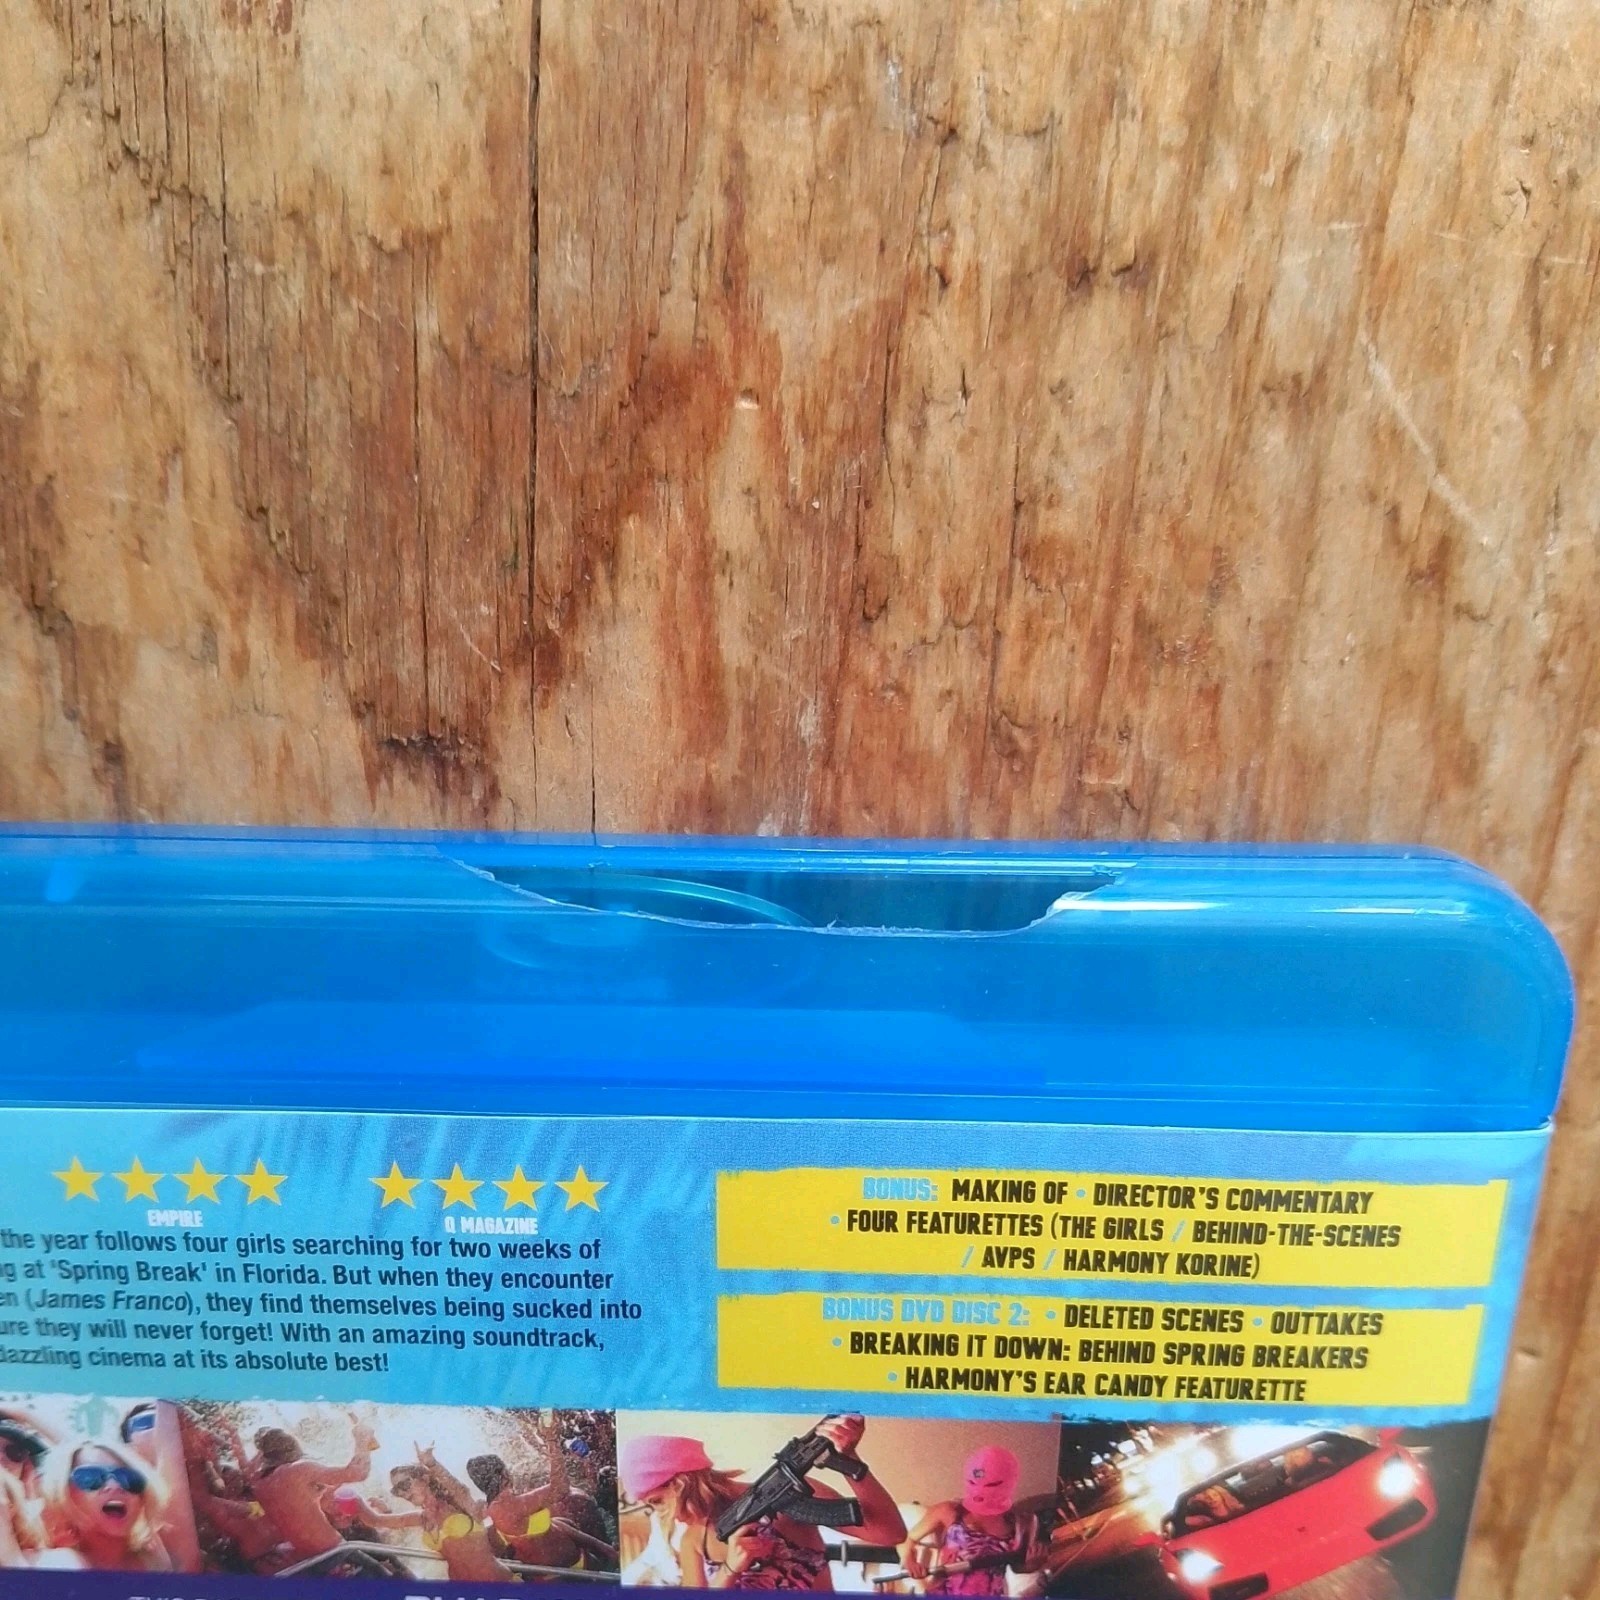 EMPIRE
Q MAGAZINE
the year follows four girls searching for two weeks of
at 'Spring Break' in Florida. But when they encounter
(James Franco), they find themselves being sucked into
they will never forget! With an amazing soundtrack,
dazzling cinema at its absolute best!
BONUS: MAKING OF • DIRECTOR'S COMMENTARY
• FOUR FEATURETTES (THE GIRLS / BEHIND-THE-SCENES
/ AVPS / HARMONY KORINE)
BONUS DVD DISC 2: • DELETED SCENES • OUTTAKES
• BREAKING IT DOWN: BEHIND SPRING BREAKERS
• HARMONY'S EAR CANDY FEATURETTE